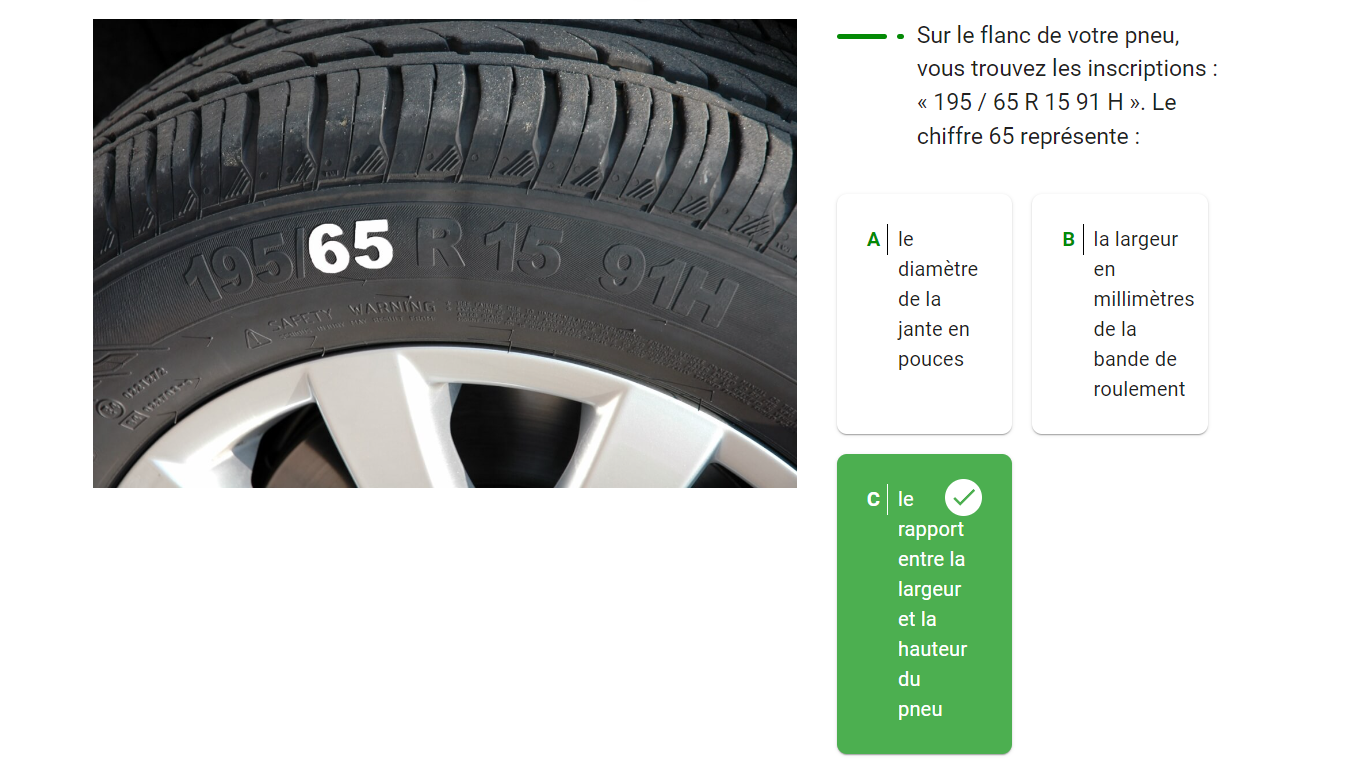 Sur le flanc de votre pneu,
vous trouvez les inscriptions :
« 195 / 65 R 15 91 H ». Le
chiffre 65 représente :
195/65 R 15 91H
SAFETY WARNING
A
le
diamètre
de la
jante en
pouces
B
la largeur
en
millimètres
de la
bande de
roulement
C
le
rapport
entre la
largeur
et la
hauteur
du
pneu